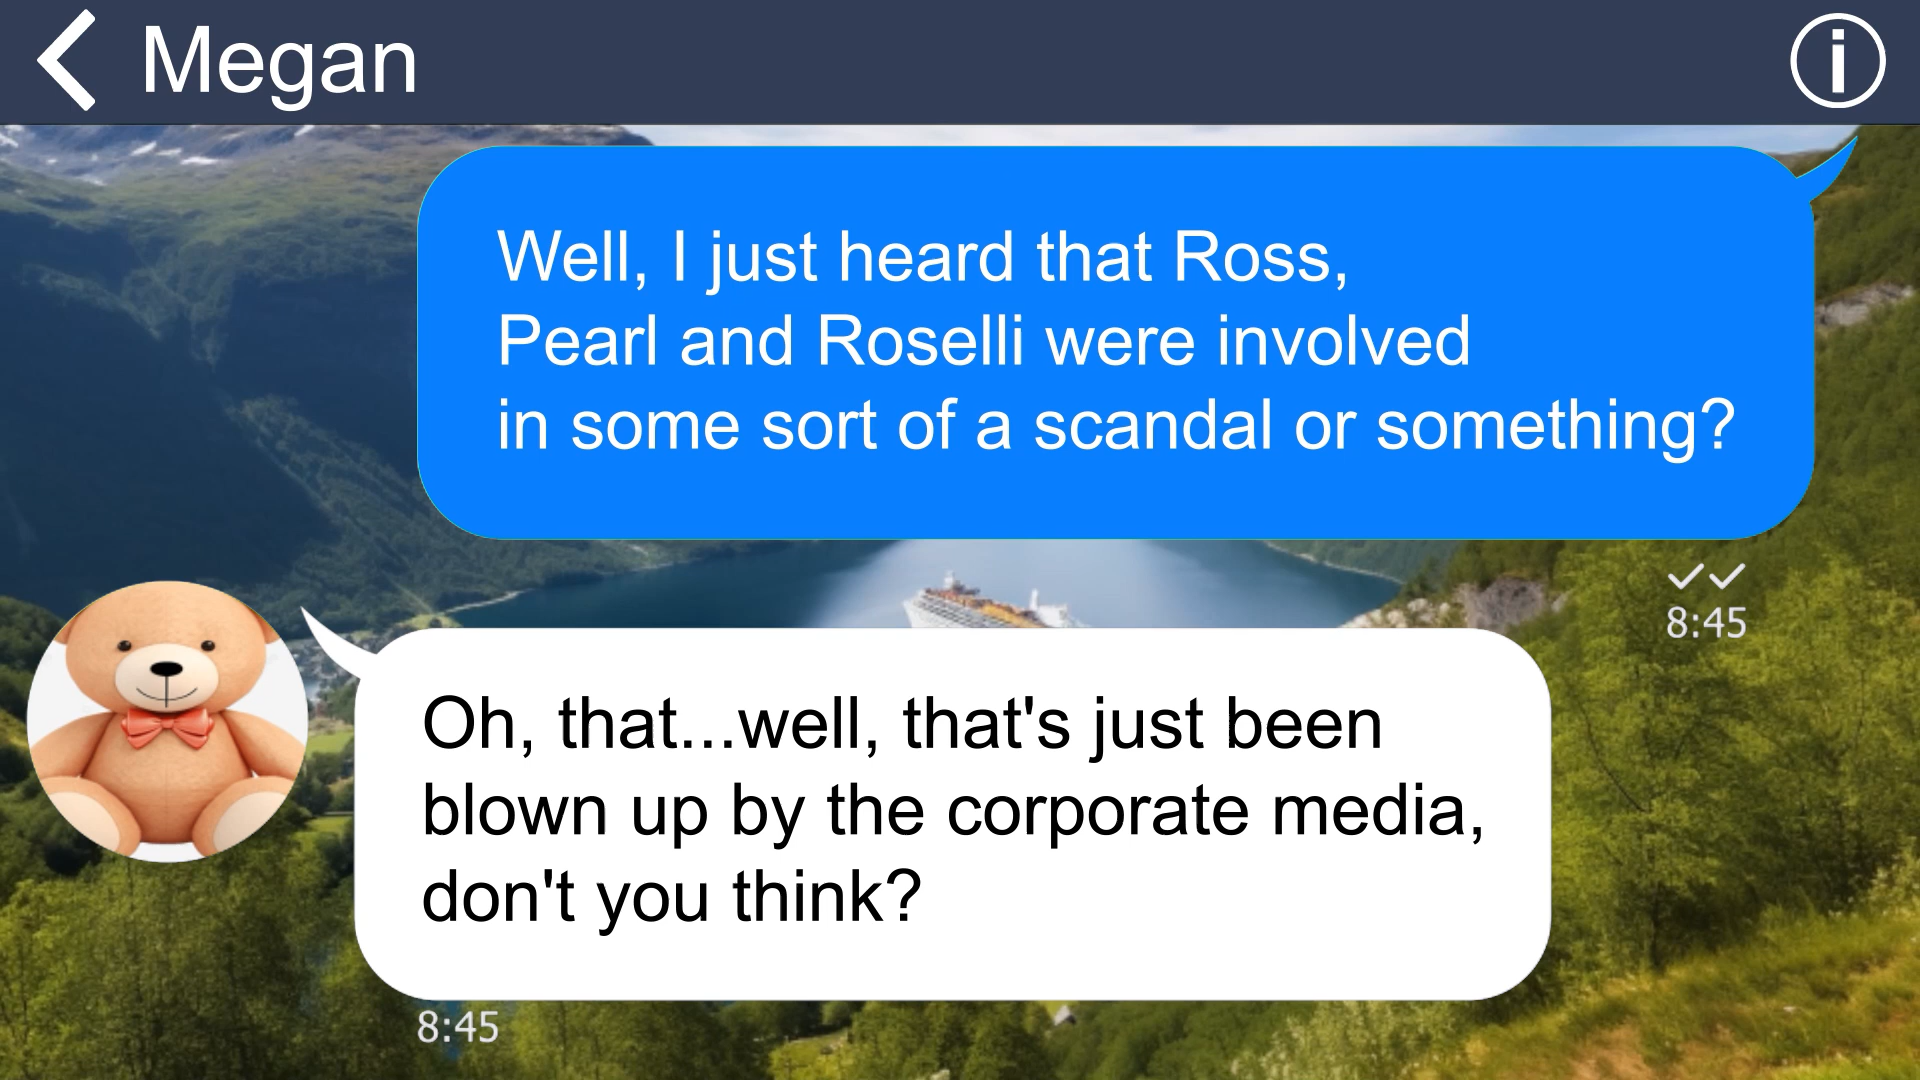 Megan
Well, I just heard that Ross,
Pearl and Roselli were involved
in some sort of a scandal or something?
8:45
Oh, that...well, that's just been
blown up by the corporate media,
don't you think?
8:45